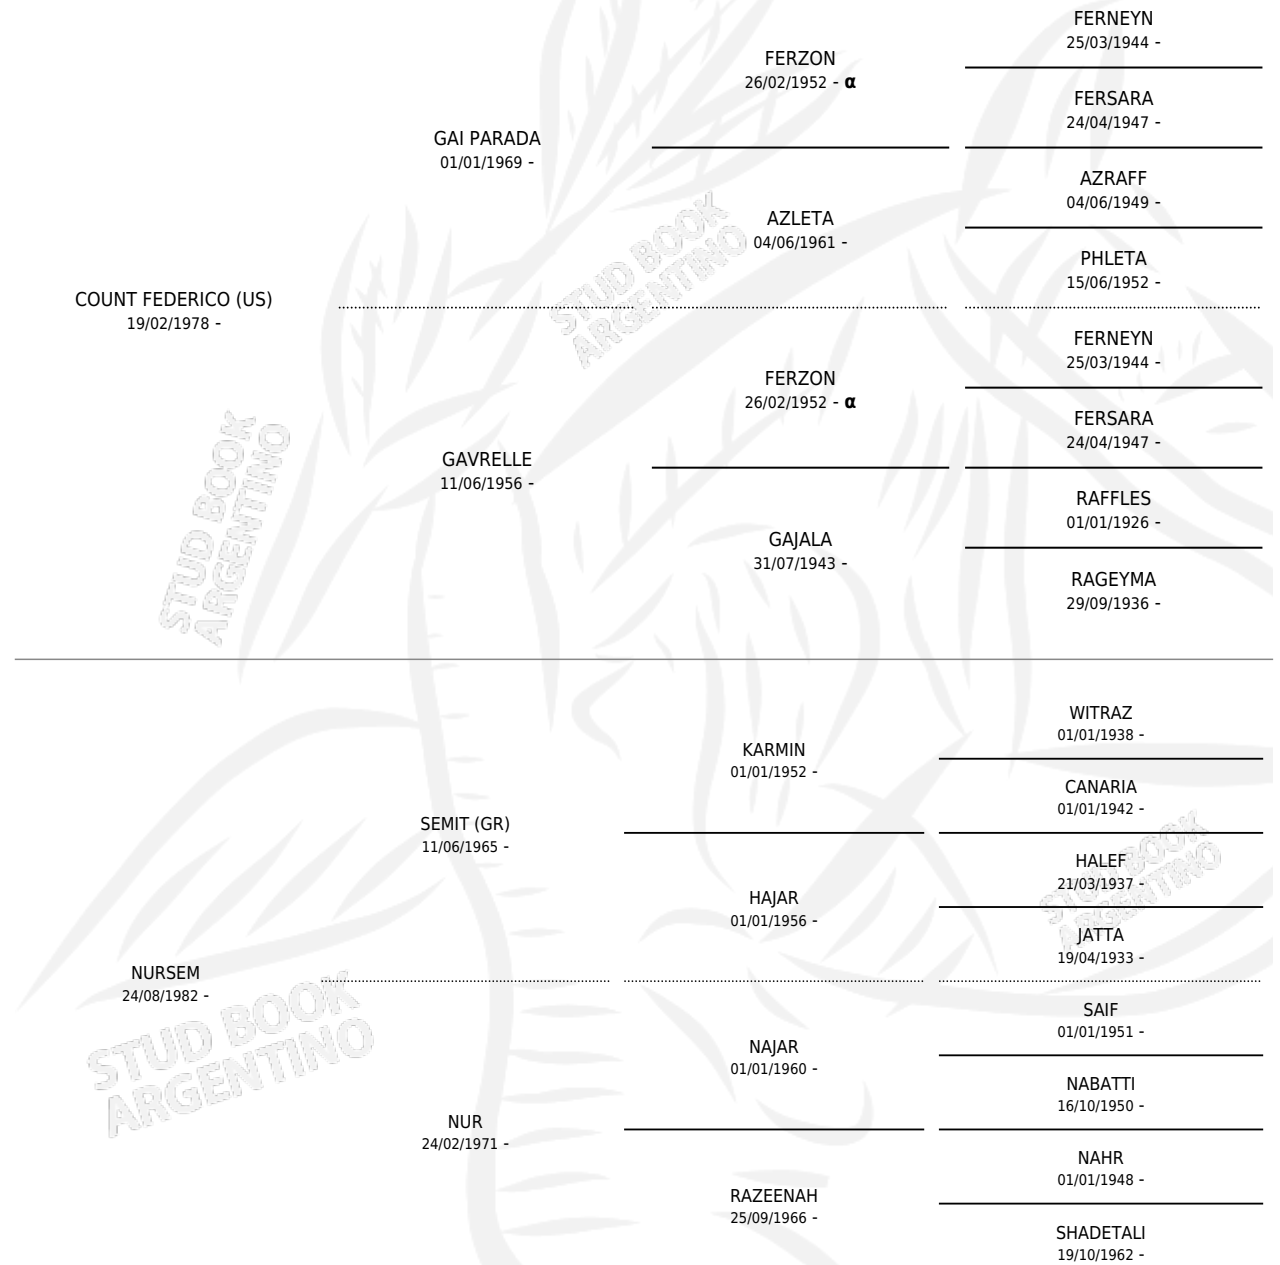 FERNEYN
25/03/1944 -
FERZON
26/02/1952 - α
FERSARA
24/04/1947 -
GAI PARADA
01/01/1969 -
AZRAFF
04/06/1949 -
AZLETA
04/06/1961 -
PHLETA
15/06/1952 -
COUNT FEDERICO (US)
19/02/1978 -
FERNEYN
25/03/1944 -
FERZON
26/02/1952 - α
FERSARA
24/04/1947 -
GAVRELLE
11/06/1956 -
RAFFLES
01/01/1926 -
GAJALA
31/07/1943 -
RAGEYMA
29/09/1936 -
WITRAZ
01/01/1938 -
KARMIN
01/01/1952 -
CANARIA
01/01/1942 -
SEMIT (GR)
11/06/1965 -
HALEF
21/03/1937 -
HAJAR
01/01/1956 -
JATTA
19/04/1933 -
NURSEM
24/08/1982 -
SAIF
01/01/1951 -
NAJAR
01/01/1960 -
NABATTI
16/10/1950 -
NUR
24/02/1971 -
NAHR
01/01/1948 -
RAZEENAH
25/09/1966 -
SHADETALI
19/10/1962 -
STUD BOOK
ARGENTINO
STUD BOOK
ARGENTINO
STUD BOOK
ARGENTINO
STUD BOOK
ARGENTINO